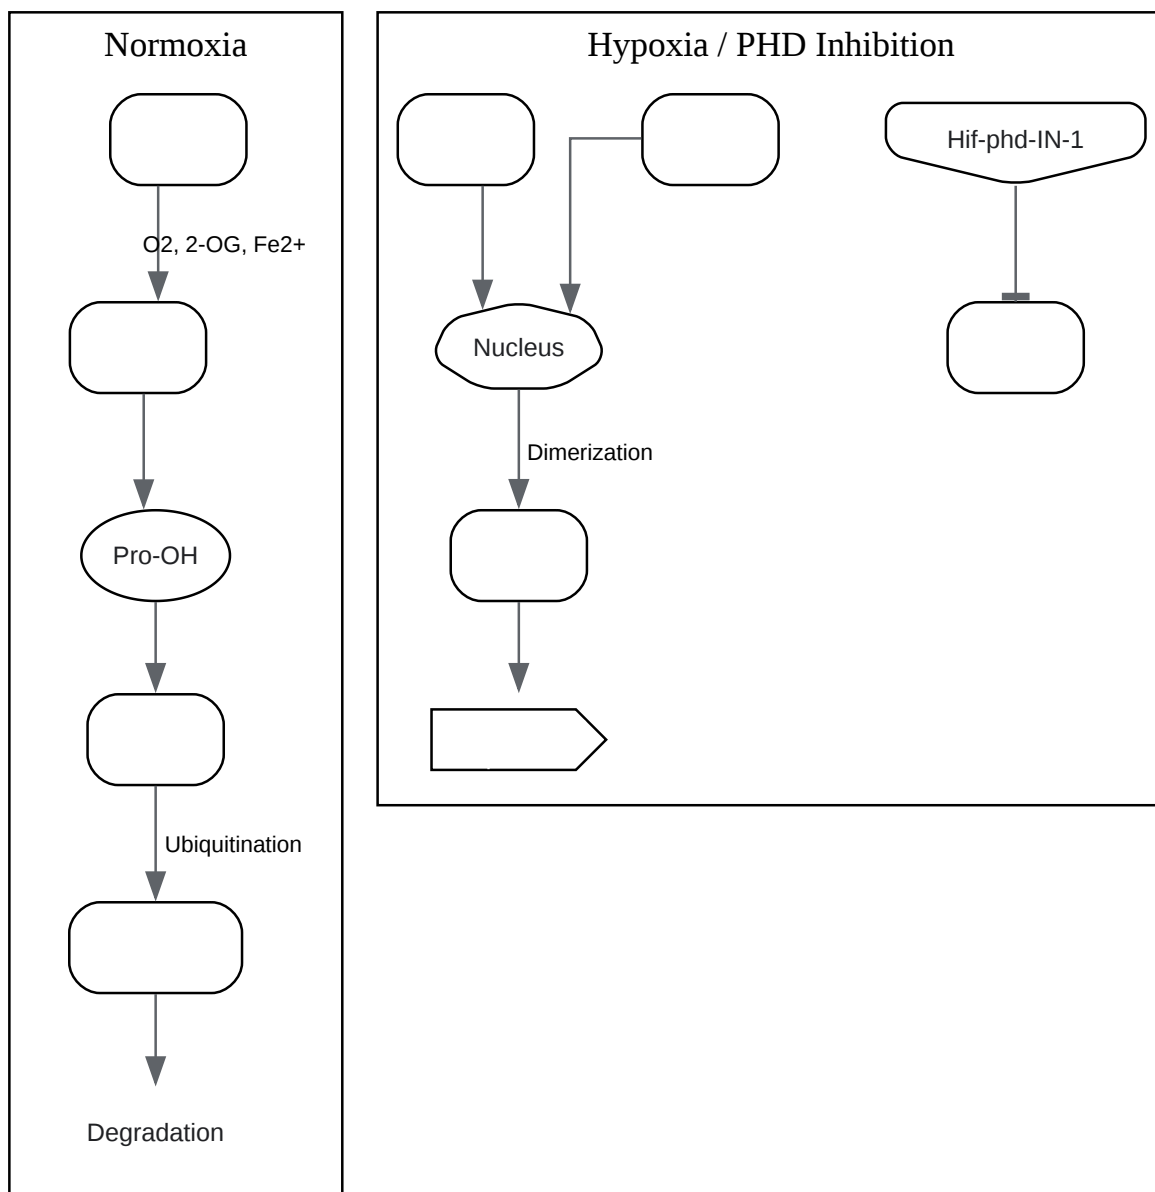 Normoxia
Hypoxia / PHD Inhibition
Hif-phd-IN-1
O2, 2-OG, Fe2+
Nucleus
Dimerization
Pro-OH
Ubiquitination
Degradation